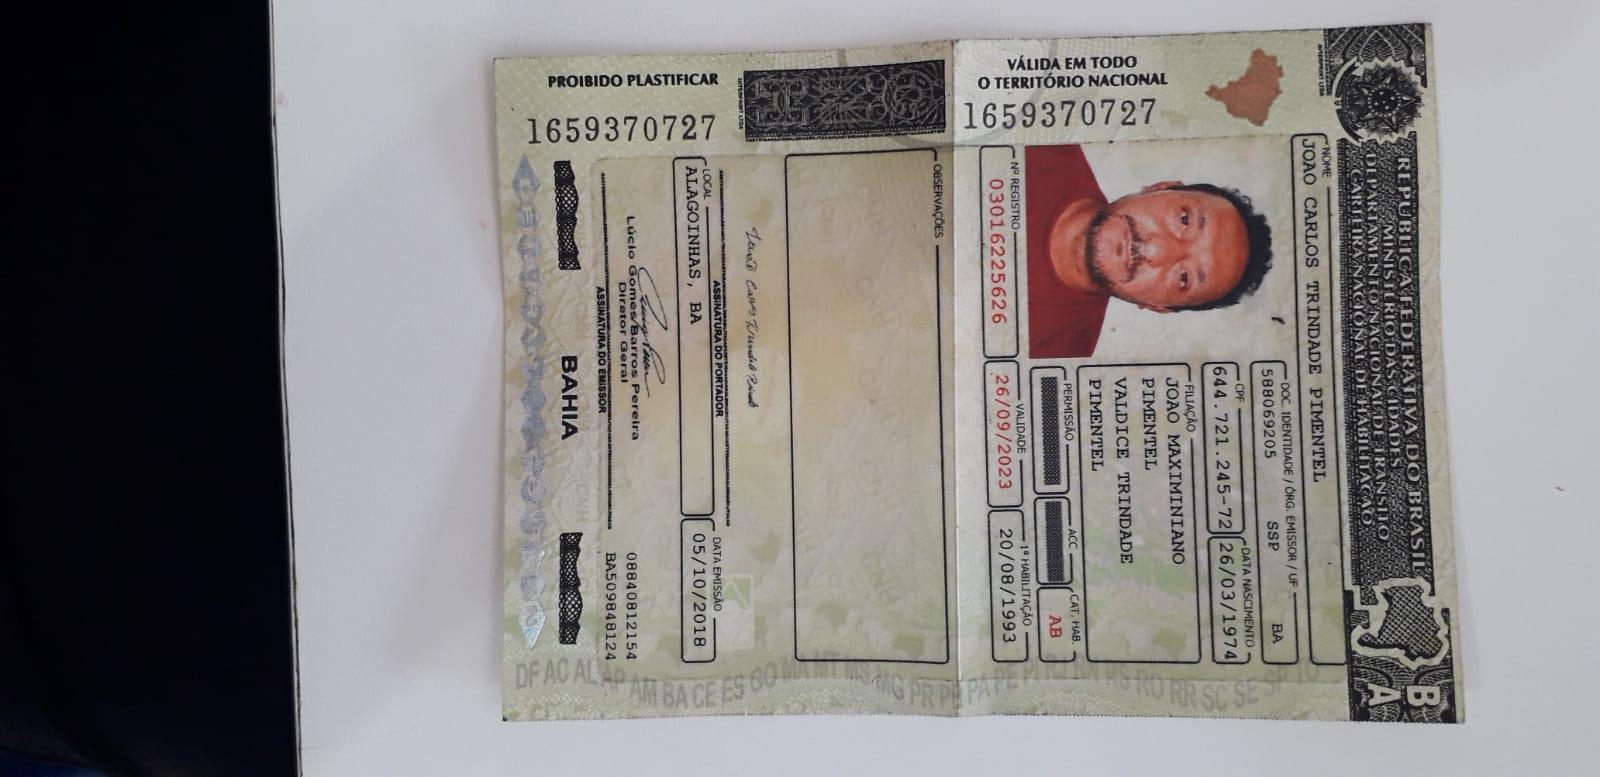 REPÚBLICA FEDERATIVA DO BRASIL
MINISTÉRIO DAS CIDADES
DEPARTAMENTO NACIONAL DE TRÂNSITO
CARTEIRA NACIONAL DE HABILITAÇÃO
BA
VÁLIDA EM TODO
O TERRITÓRIO NACIONAL
1659370727
INTERPRINT LTDA
NOME
JOAO CARLOS TRINDADE PIMENTEL
DOC. IDENTIDADE / ÓRG. EMISSOR / UF
588069205 SSP BA
CPF
644.721.245-72
DATA NASCIMENTO
26/03/1974
FILIAÇÃO
JOAO MAXIMINIANO
PIMENTEL
VALDICE TRINDADE
PIMENTEL
PERMISSÃO
ACC
CAT. HAB.
AB
Nº REGISTRO
03016225626
VALIDADE
26/09/2023
1ª HABILITAÇÃO
20/08/1993
PROIBIDO PLASTIFICAR
1659370727
INTERPRINT LTDA
OBSERVAÇÕES
ASSINATURA DO PORTADOR
LOCAL
ALAGOINHAS, BA
DATA EMISSÃO
05/10/2018
Lúcio Gomes Barros Pereira
Diretor Geral
ASSINATURA DO EMISSOR
08840812154
BA509848124
BAHIA
DF AC AL AP AM BA CE ES GO MA MT MS MG PR PB PA PE PI RJ RN RS RO RR SC SE SP TO